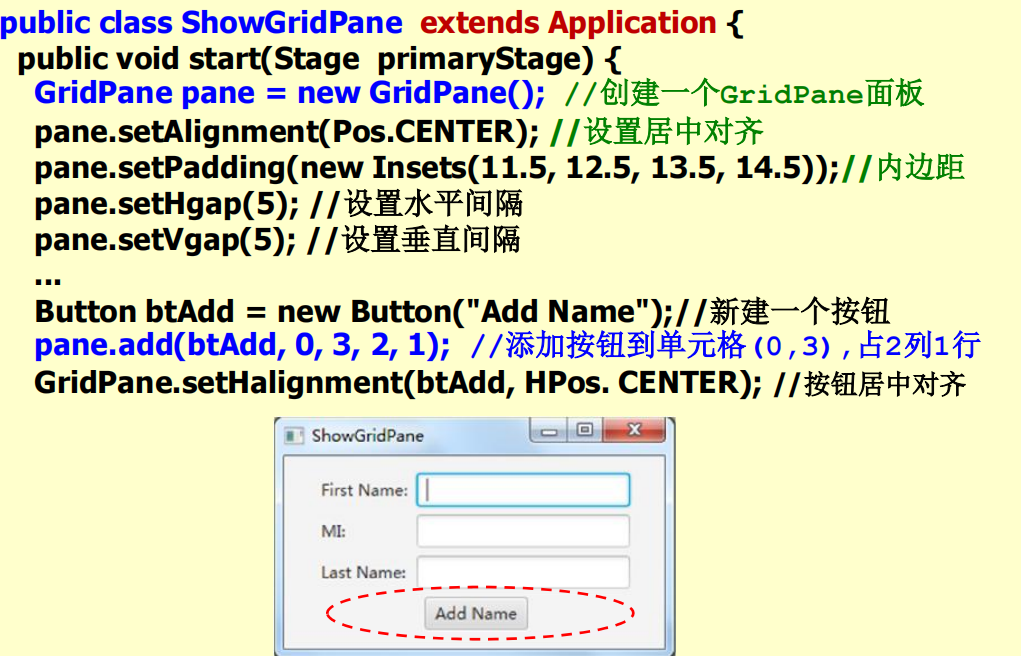 public class ShowGridPane extends Application {
public void start(Stage primaryStage) {
GridPane pane = new GridPane(); //创建一个GridPane面板
pane.setAlignment(Pos.CENTER); //设置居中对齐
pane.setPadding(new Insets(11.5, 12.5, 13.5, 14.5));//内边距
pane.setHgap(5); //设置水平间隔
pane.setVgap(5); //设置垂直间隔
...
Button btAdd = new Button("Add Name");//新建一个按钮
pane.add(btAdd, 0, 3, 2, 1); //添加按钮到单元格(0,3),占2列1行
GridPane.setHalignment(btAdd, HPos. CENTER); //按钮居中对齐
ShowGridPane
First Name:
MI:
Last Name:
Add Name